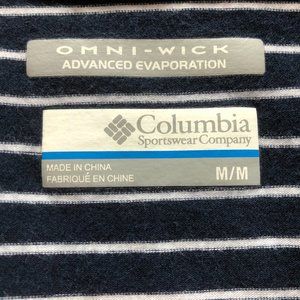 OMNI-WICK
ADVANCED EVAPORATION
Columbia
Sportswear Company
MADE IN CHINA
FABRIQUÉ EN CHINE
M/M